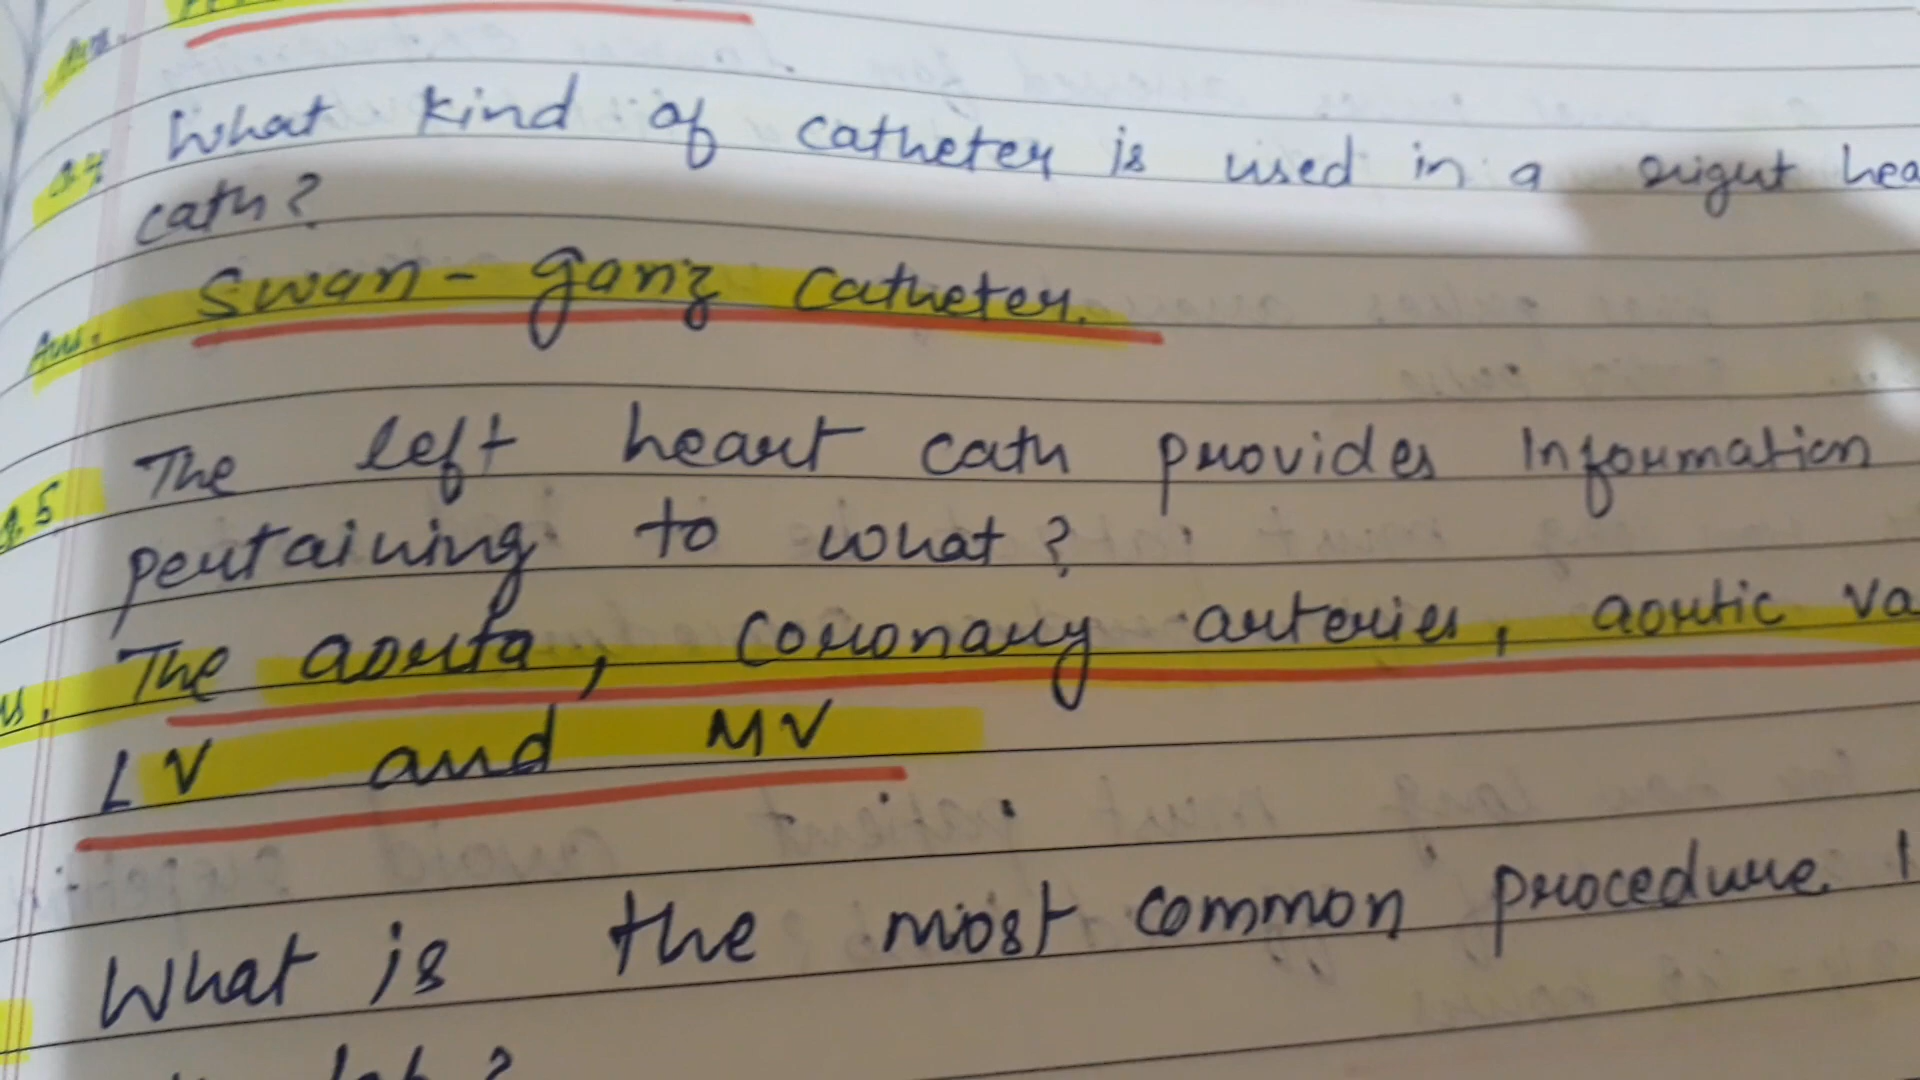 Ans.
Q.4 What kind of catheter is used in a right hea
cath?
Ans. Swan-ganz catheter.
Q.5 The left heart cath provides Information
pertaining to what?
The aorta, coronary arteries, aortic va
LV and MV
What is the most common procedure
lab?